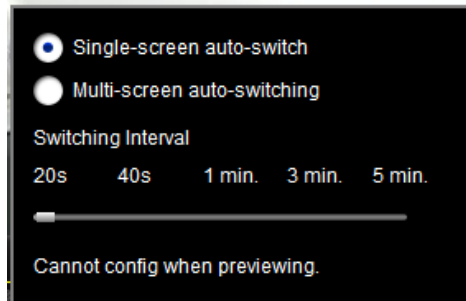 Single-screen auto-switch
Multi-screen auto-switching
Switching Interval
20s 40s 1 min. 3 min. 5 min.
Cannot config when previewing.